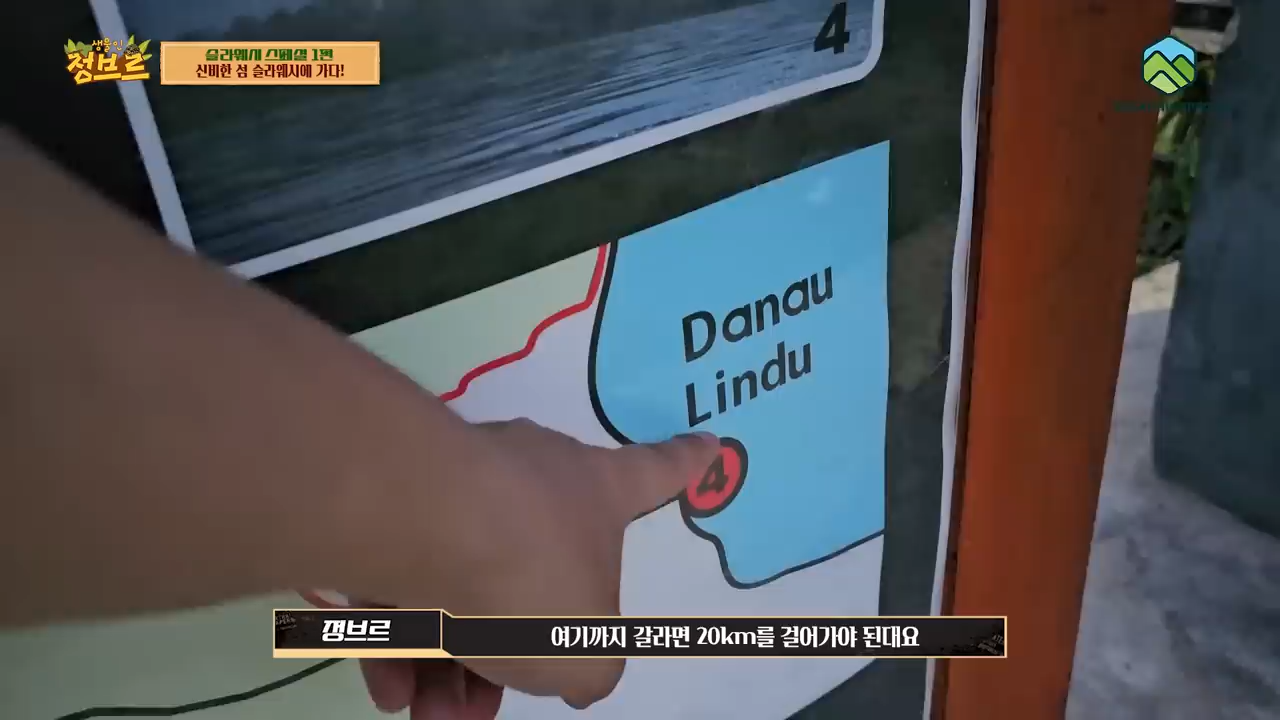 생물인
정브르
슬라웨시 스페셜 1편
신비한 섬 슬라웨시에 가다!
4
Danau
Lindu
4
갱브르
여기까지 갈라면 20km를 걸어가야 된대요